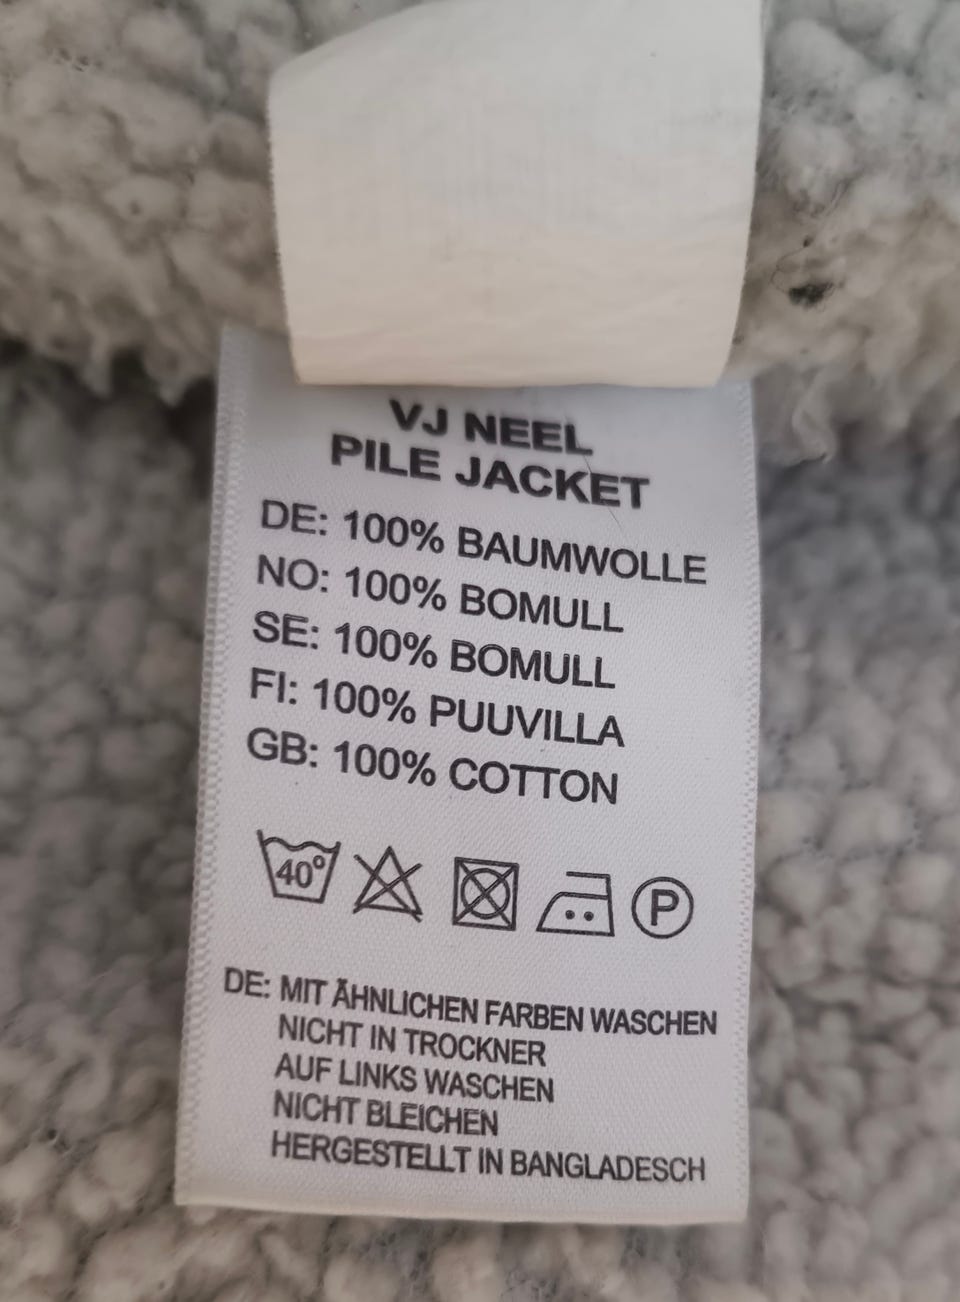 VJ NEEL
PILE JACKET
DE: 100% BAUMWOLLE
NO: 100% BOMULL
SE: 100% BOMULL
FI: 100% PUUVILLA
GB: 100% COTTON
40° P
DE: MIT ÄHNLICHEN FARBEN WASCHEN
NICHT IN TROCKNER
AUF LINKS WASCHEN
NICHT BLEICHEN
HERGESTELLT IN BANGLADESCH